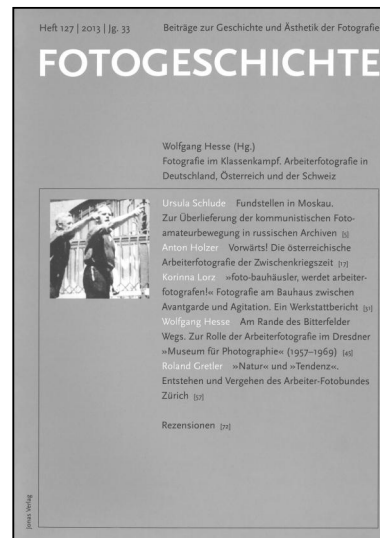 Heft 127 | 2013 | Jg. 33 Beiträge zur Geschichte und Ästhetik der Fotografie
FOTOGESCHICHTE
Wolfgang Hesse (Hg.)
Fotografie im Klassenkampf. Arbeiterfotografie in
Deutschland, Österreich und der Schweiz
Ursula Schlude Fundstellen in Moskau.
Zur Überlieferung der kommunistischen Foto-
amateurbewegung in russischen Archiven [5]
Anton Holzer Vorwärts! Die österreichische
Arbeiterfotografie der Zwischenkriegszeit [17]
Korinna Lorz »foto-bauhäusler, werdet arbeiter-
fotografen!« Fotografie am Bauhaus zwischen
Avantgarde und Agitation. Ein Werkstattbericht [31]
Wolfgang Hesse Am Rande des Bitterfelder
Wegs. Zur Rolle der Arbeiterfotografie im Dresdner
»Museum für Photographie« (1957–1969) [45]
Roland Gretler »Natur« und »Tendenz«.
Entstehen und Vergehen des Arbeiter-Fotobundes
Zürich [57]
Rezensionen [72]
Jonas Verlag